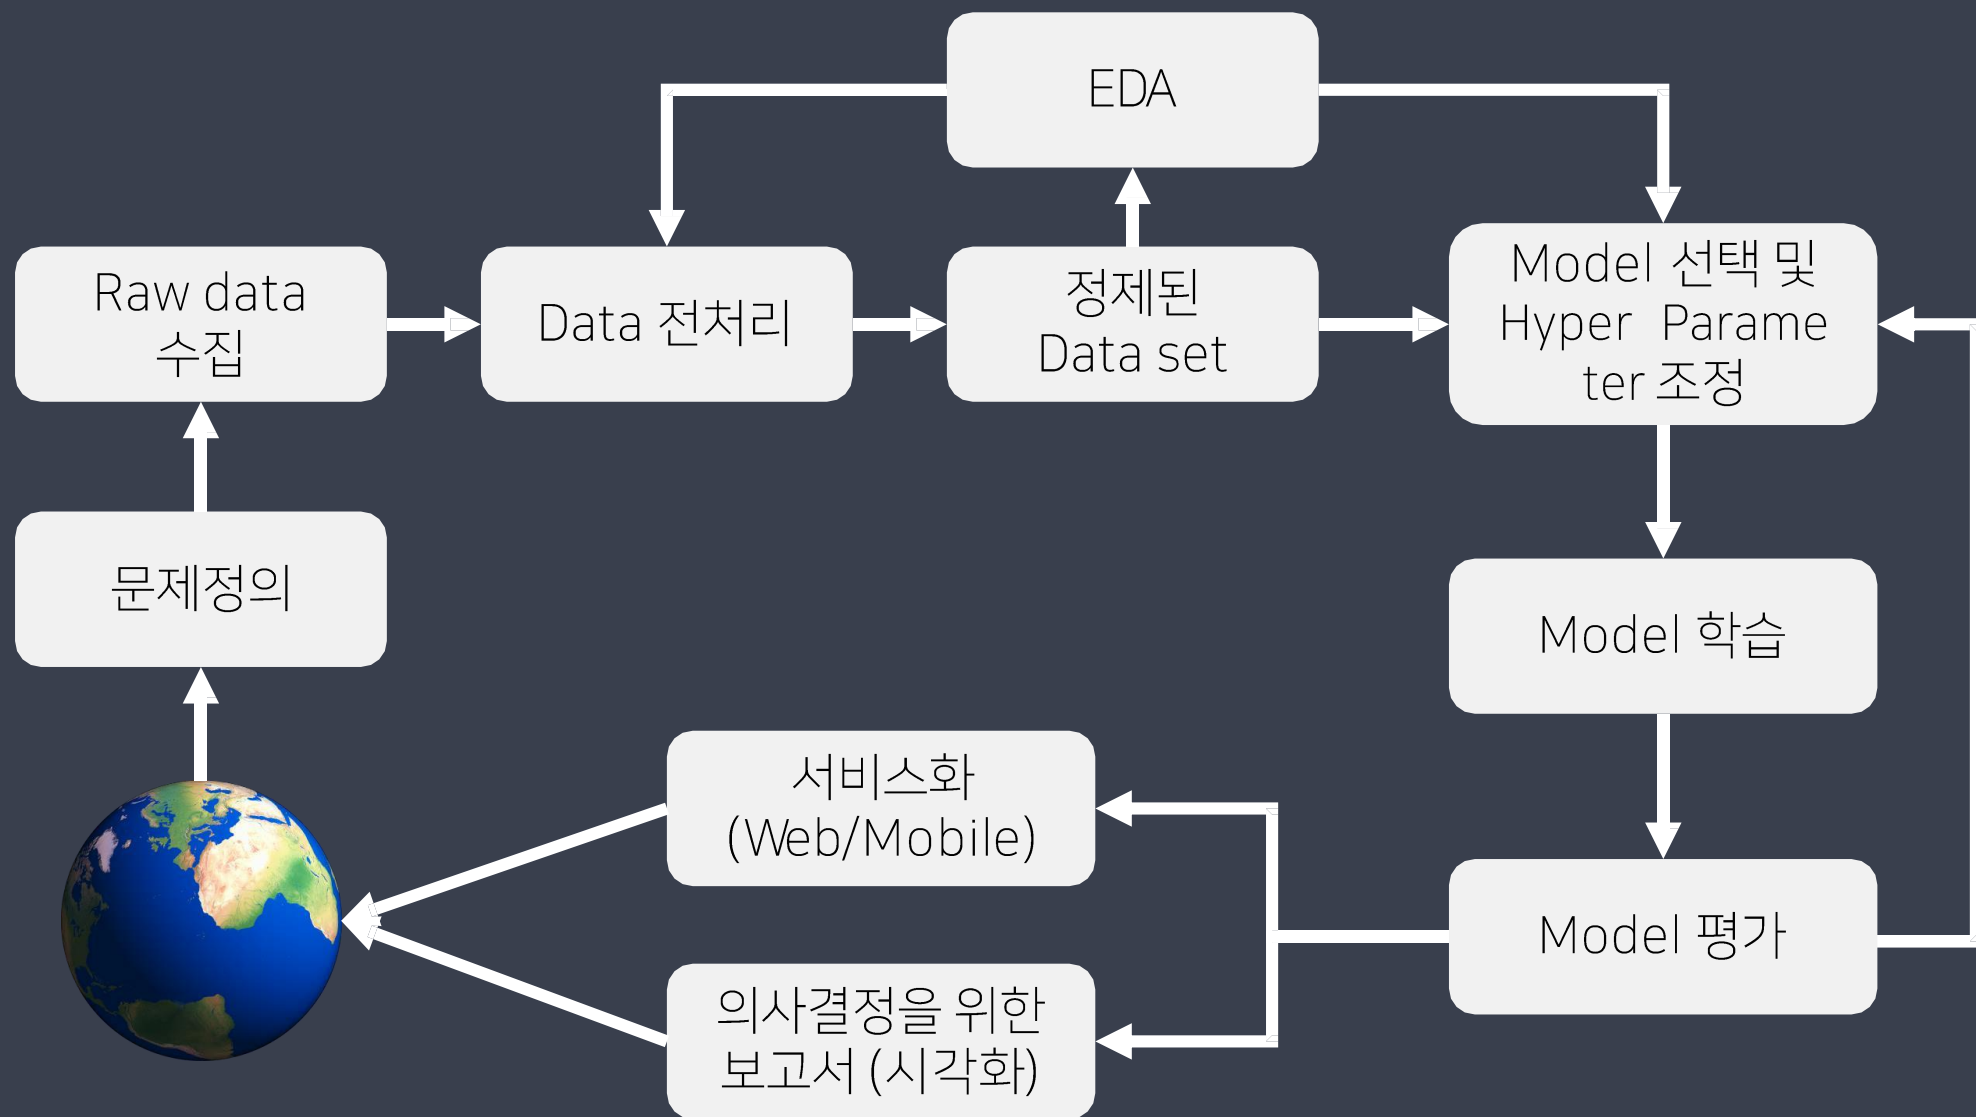 EDA
Raw data
수집
Data 전처리
정제된
Data set
Model 선택 및
Hyper Parame
ter 조정
문제정의
Model 학습
서비스화
(Web/Mobile)
Model 평가
의사결정을 위한
보고서 (시각화)